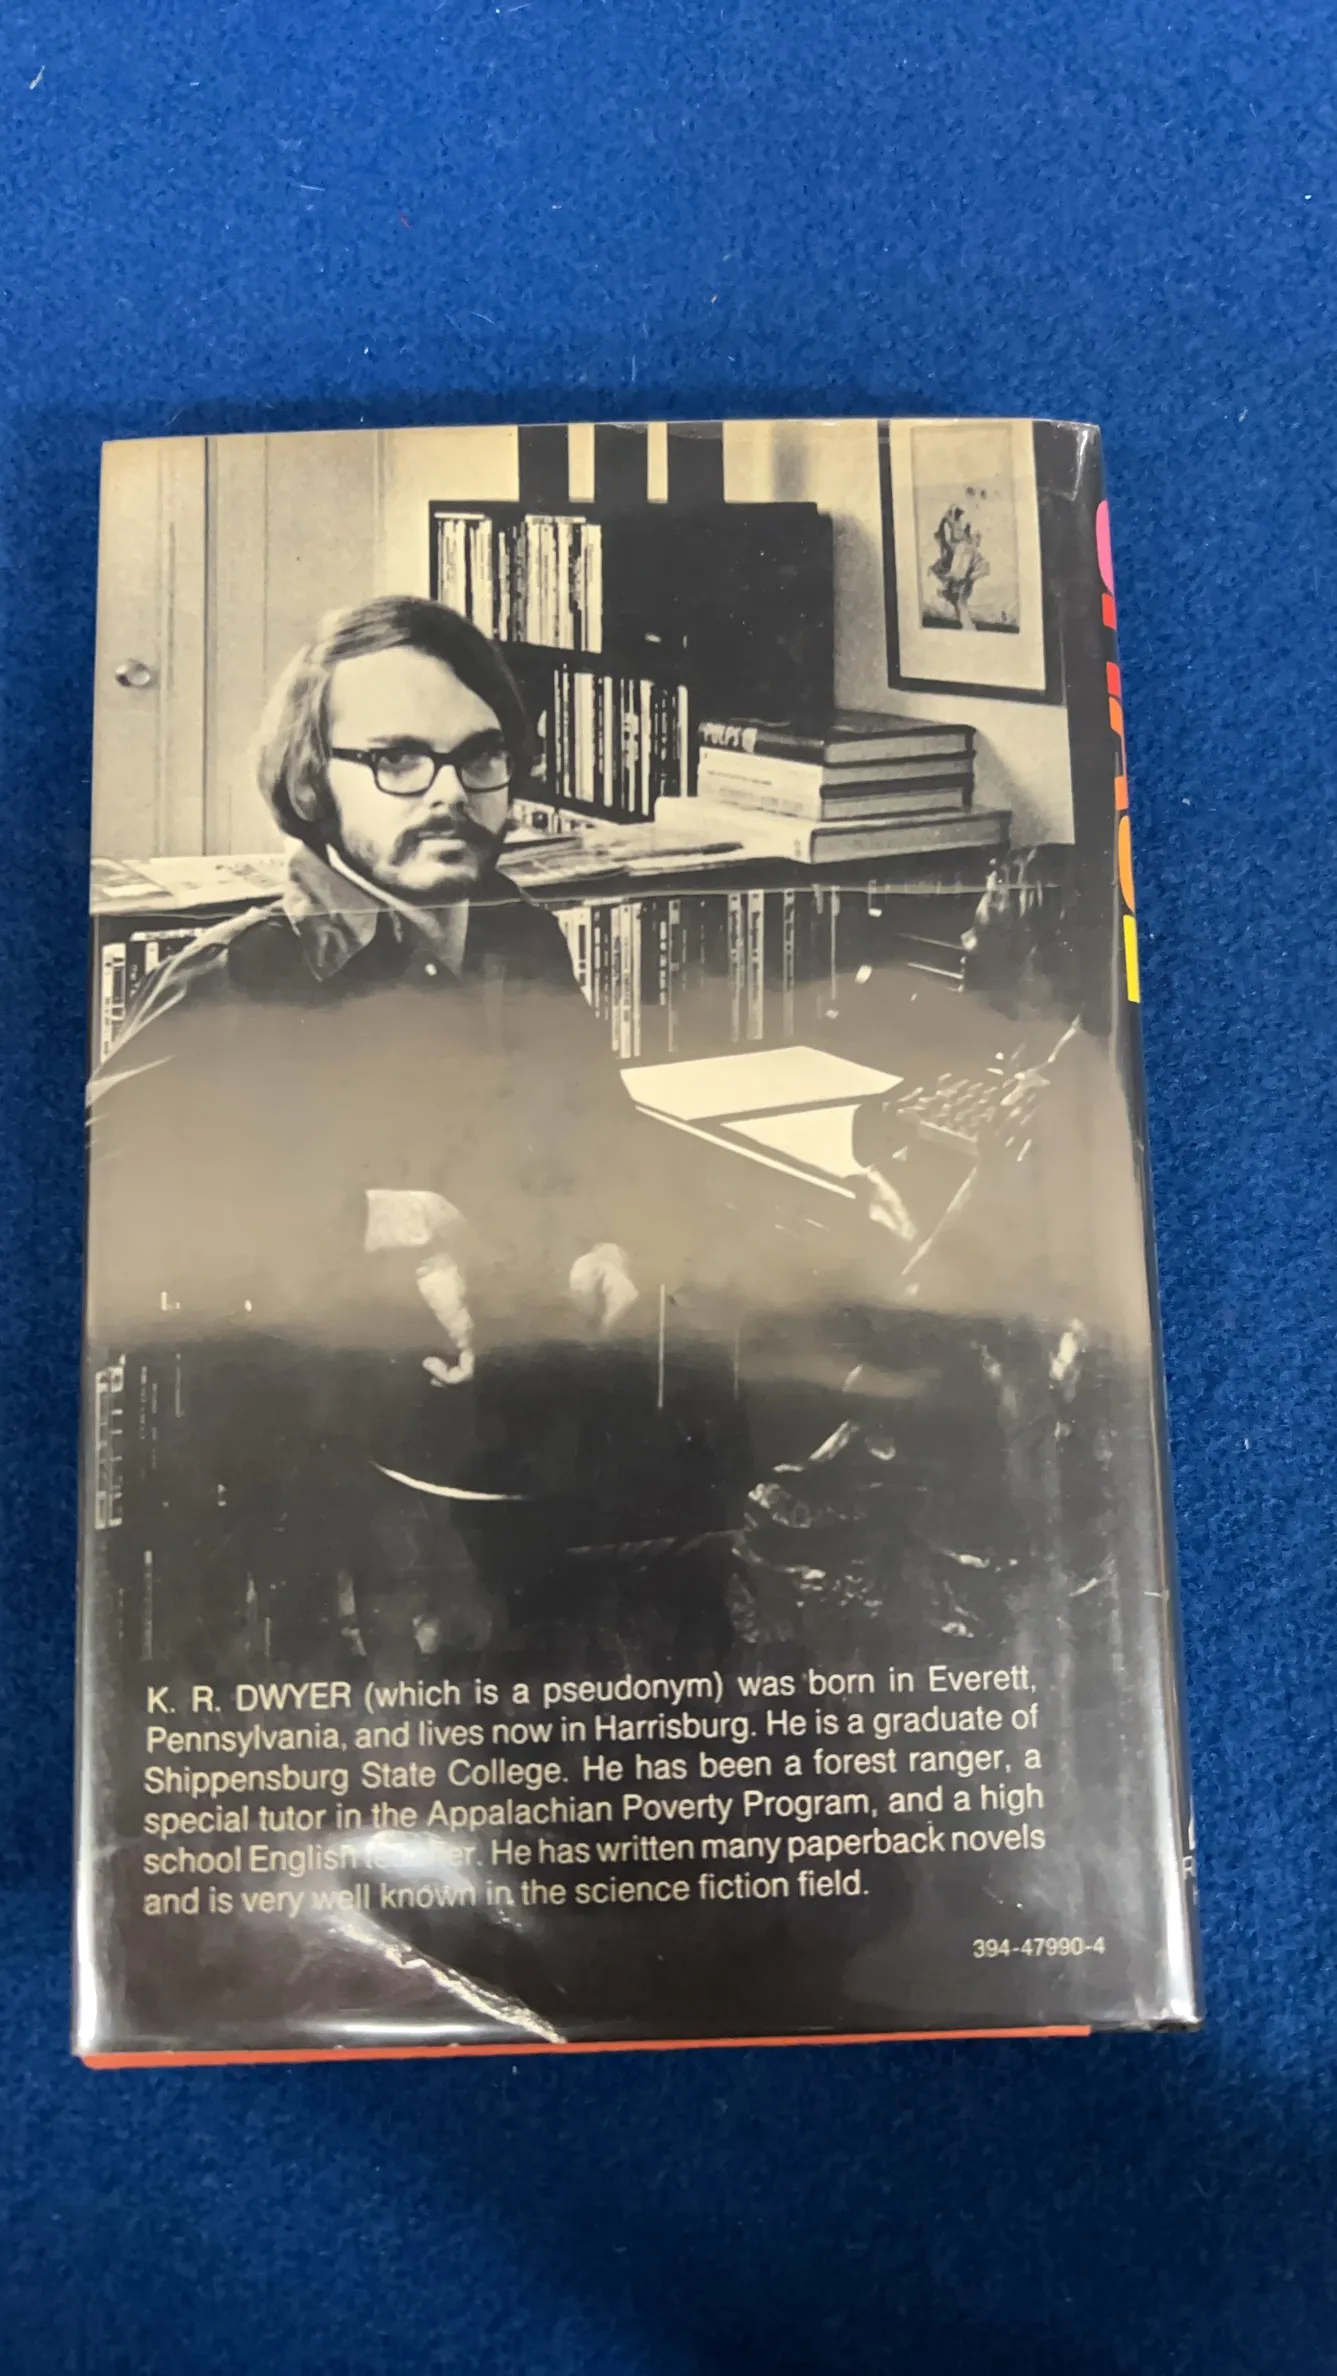 PULPS
K. R. DWYER (which is a pseudonym) was born in Everett,
Pennsylvania, and lives now in Harrisburg. He is a graduate of
Shippensburg State College. He has been a forest ranger, a
special tutor in the Appalachian Poverty Program, and a high
school English teacher. He has written many paperback novels
and is very well known in the science fiction field.
394-47990-4